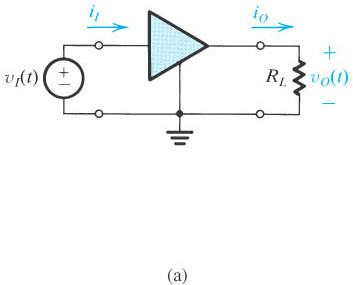 i_I i_O
+
v_I(t) + − R_L v_O(t)
−
(a)